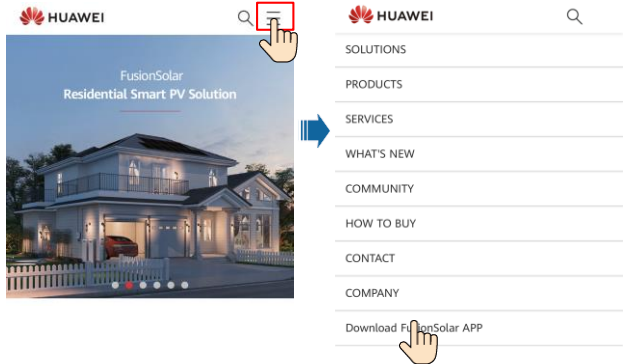 HUAWEI
FusionSolar
Residential Smart PV Solution
HUAWEI
SOLUTIONS
PRODUCTS
SERVICES
WHAT'S NEW
COMMUNITY
HOW TO BUY
CONTACT
COMPANY
Download FusionSolar APP